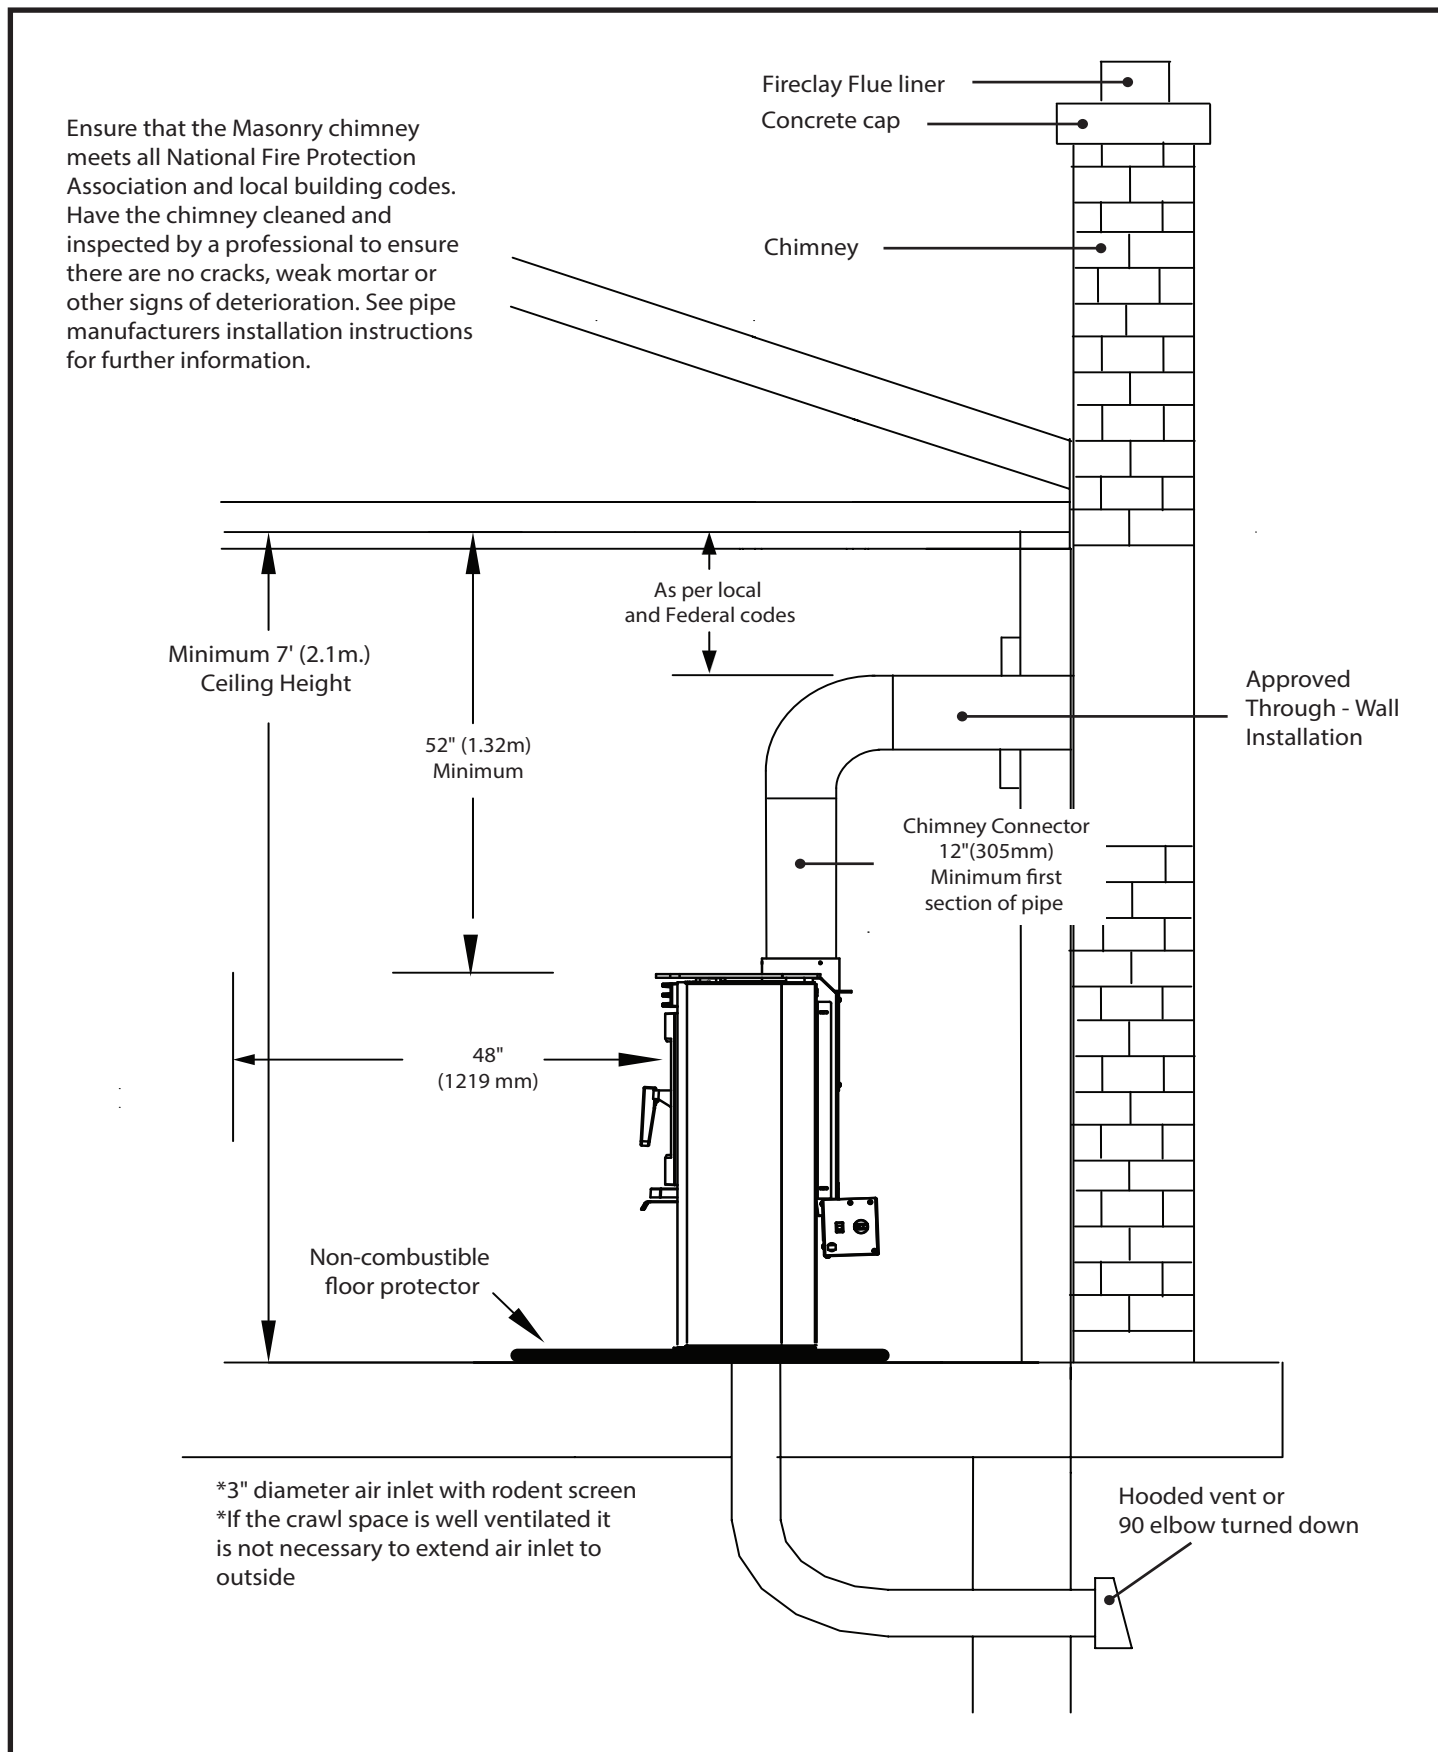 Fireclay Flue liner
Concrete cap
Ensure that the Masonry chimney
meets all National Fire Protection
Association and local building codes.
Have the chimney cleaned and
inspected by a professional to ensure
there are no cracks, weak mortar or
other signs of deterioration. See pipe
manufacturers installation instructions
for further information.
Chimney
As per local
and Federal codes
Minimum 7' (2.1m.)
Ceiling Height
Approved
Through - Wall
Installation
52" (1.32m)
Minimum
Chimney Connector
12"(305mm)
Minimum first
section of pipe
48"
(1219 mm)
Non-combustible
floor protector
*3" diameter air inlet with rodent screen
*If the crawl space is well ventilated it
is not necessary to extend air inlet to
outside
Hooded vent or
90 elbow turned down